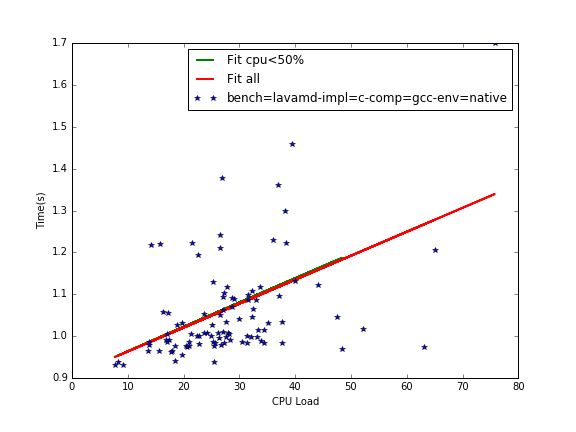 1.7
1.6
1.5
1.4
1.3
1.2
1.1
1.0
0.9
Time(s)
Fit cpu<50%
Fit all
bench=lavamd-impl=c-comp=gcc-env=native
0 10 20 30 40 50 60 70 80
CPU Load